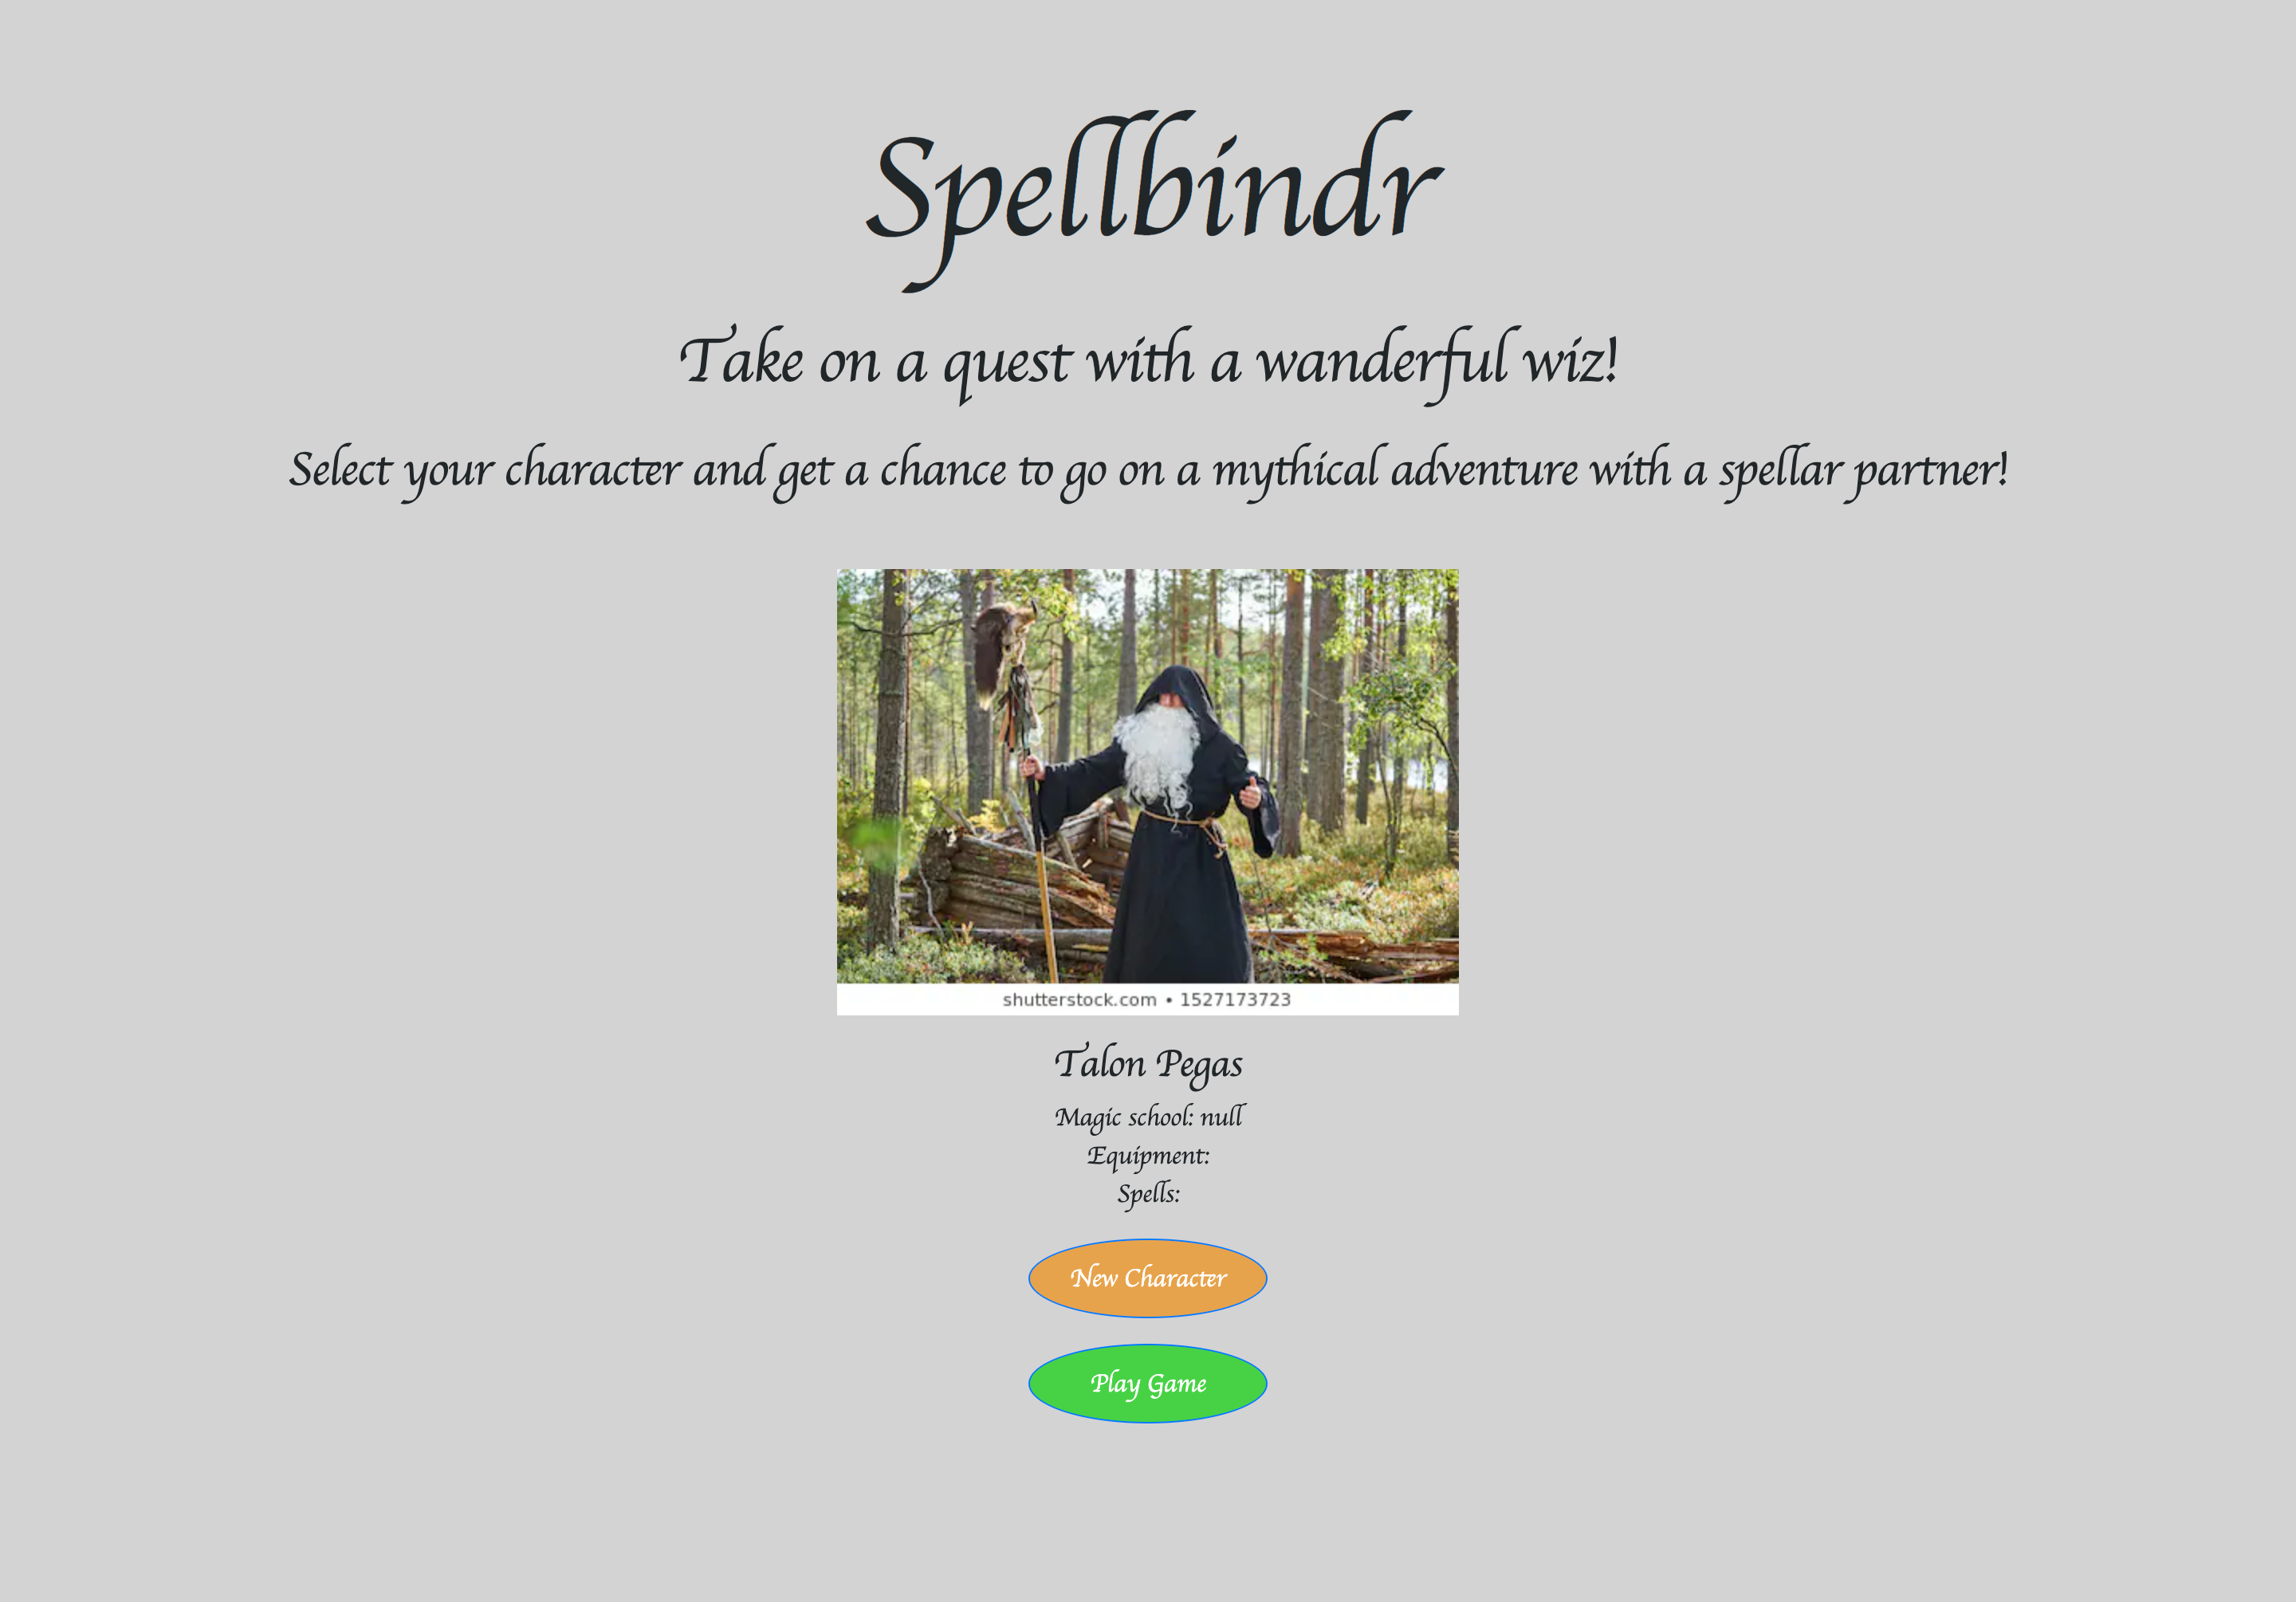 Spellbindr
Take on a quest with a wanderful wiz!
Select your character and get a chance to go on a mythical adventure with a spellar partner!
shutterstock.com • 1527173723
Talon Pegas
Magic school: null
Equipment:
Spells:
New Character
Play Game